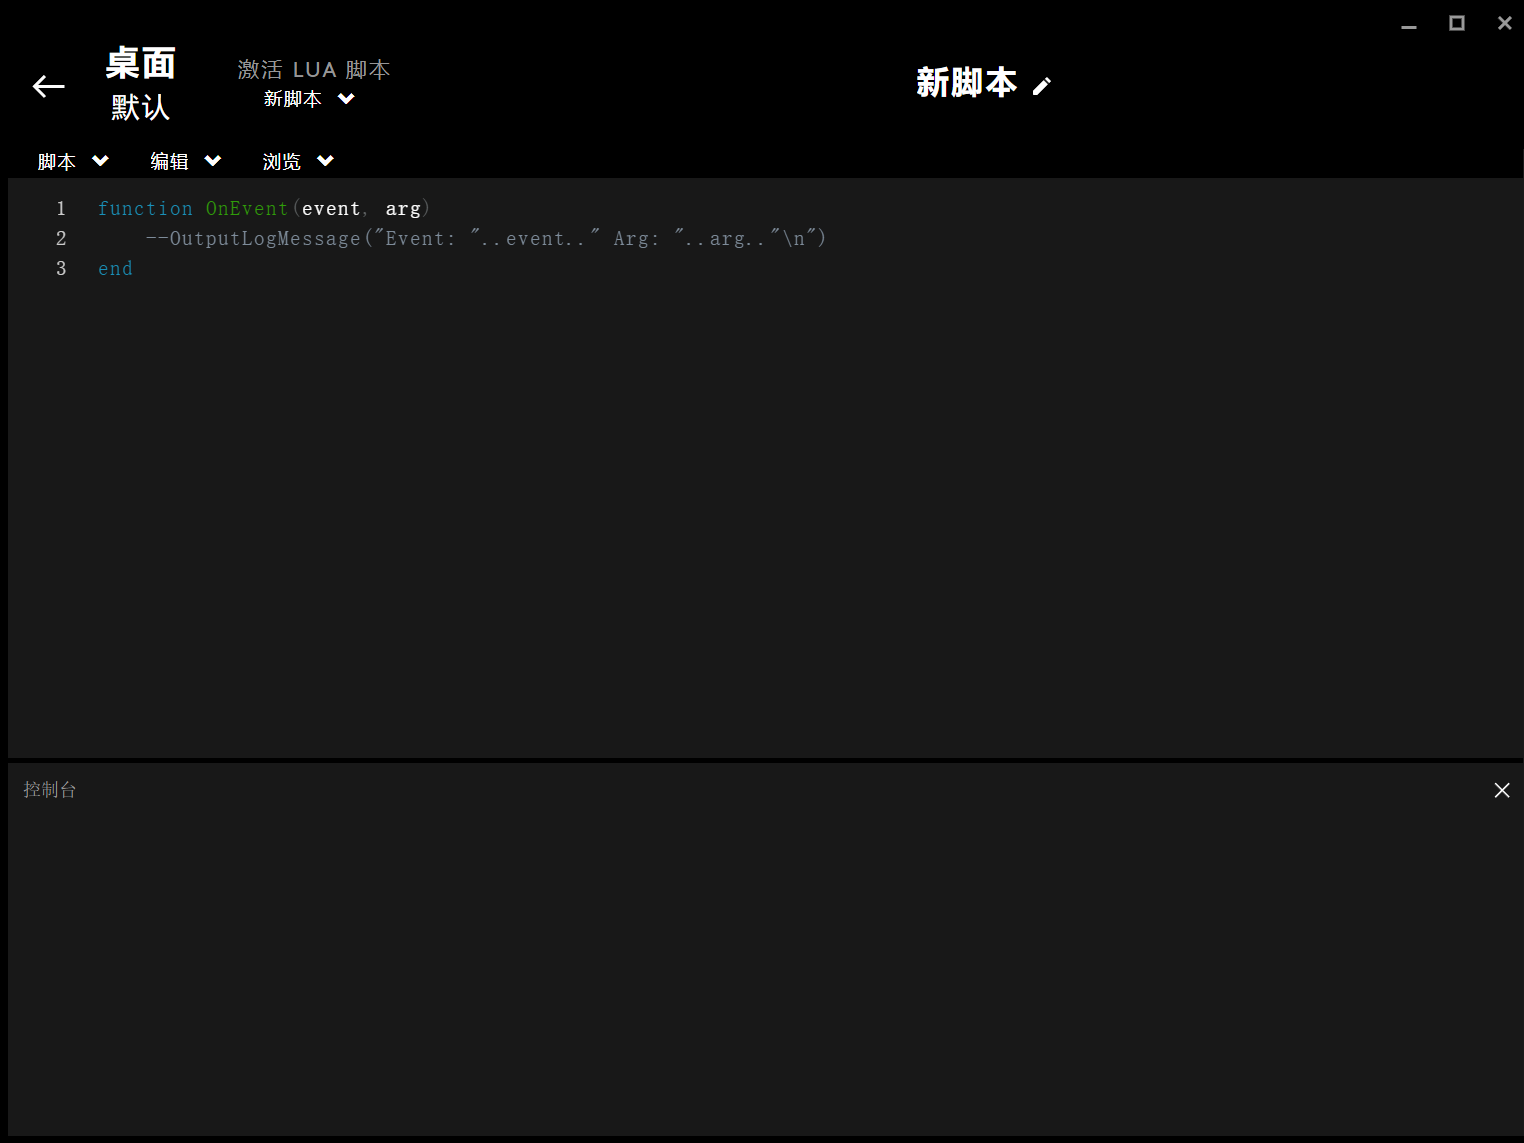 桌面
默认
激活 LUA 脚本
新脚本
新脚本
脚本 编辑 浏览
1 function OnEvent(event, arg)
2 --OutputLogMessage("Event: "..event.." Arg: "..arg.."\n")
3 end
控制台